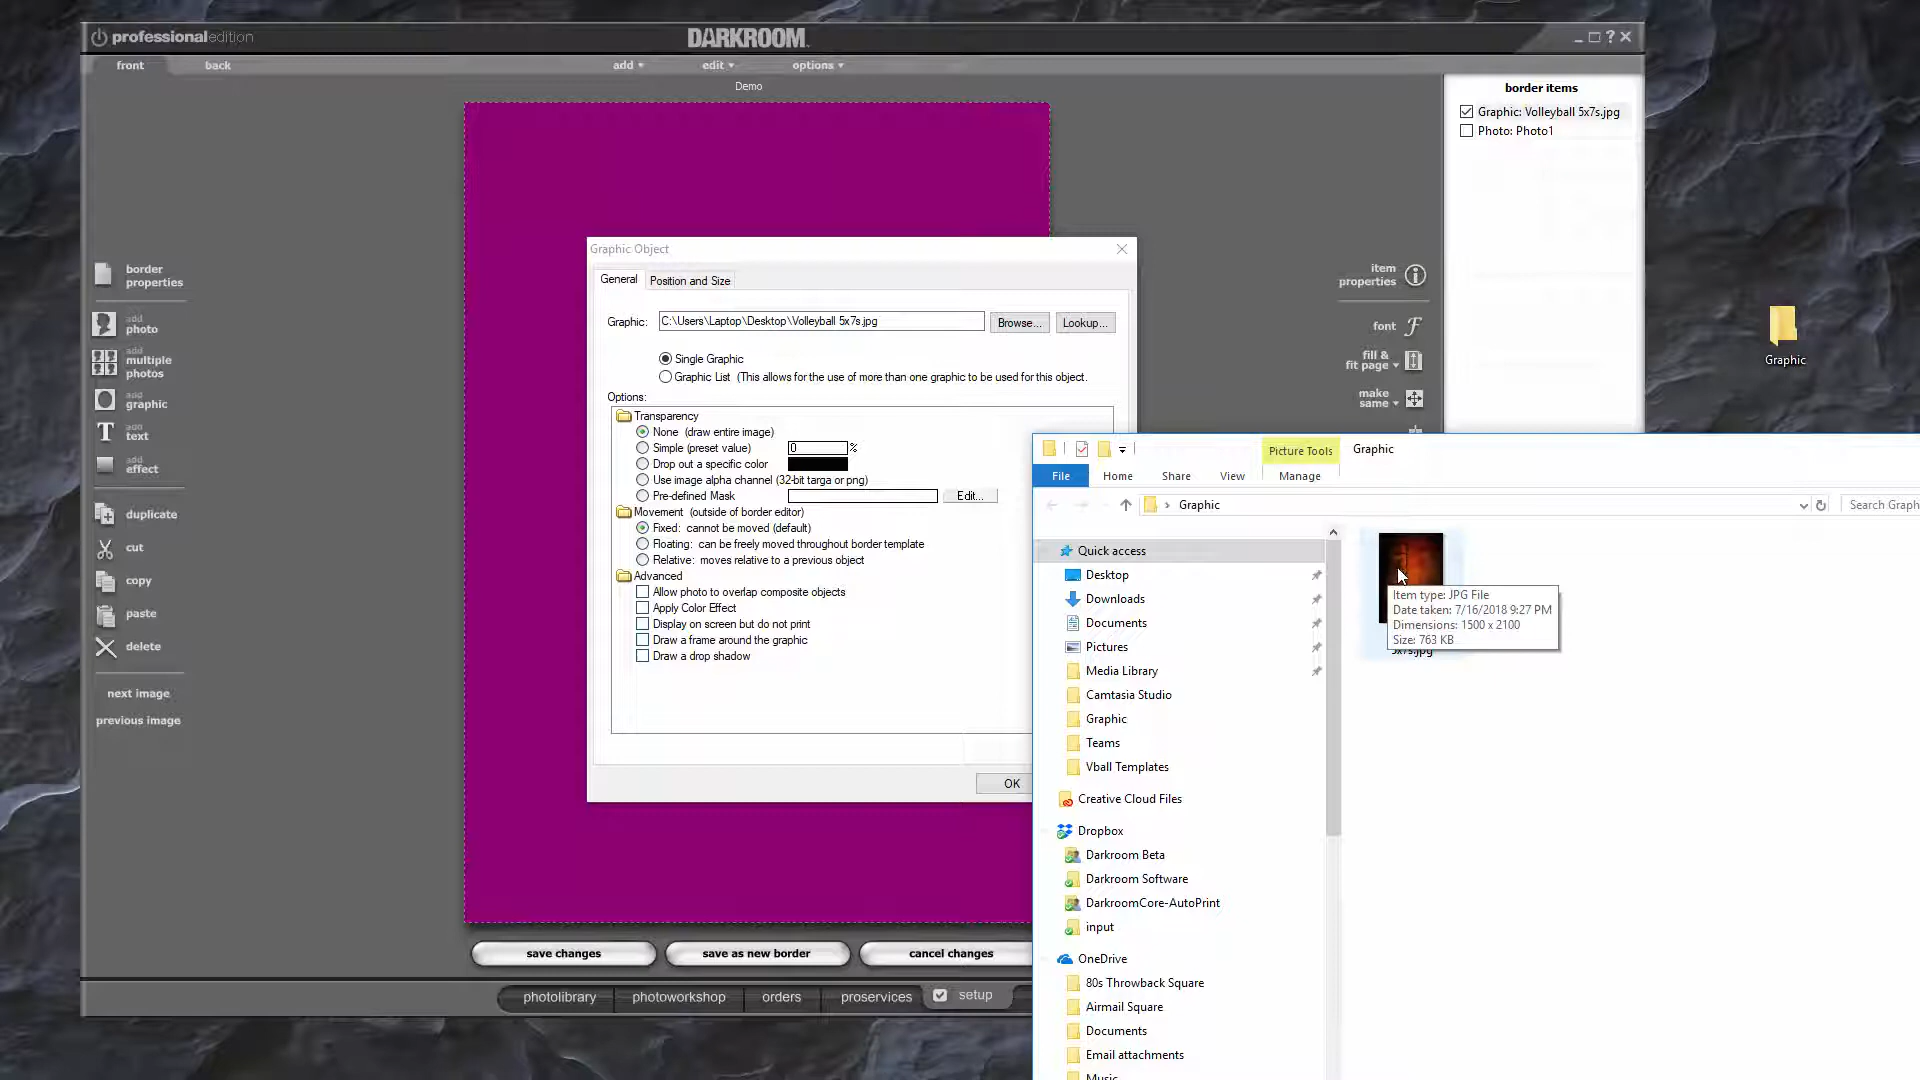 professionaledition
DARKROOM
front
back
add
edit
options
Demo
border items
Graphic: Volleyball 5x7s.jpg
Photo: Photo1
border
properties
add
photo
add
multiple
photos
add
graphic
add
text
add
effect
duplicate
cut
copy
paste
delete
next image
previous image
item
properties
font
fill &
fit page
make
same
Graphic Object
General
Position and Size
Graphic:
C:\Users\Laptop\Desktop\Volleyball 5x7s.jpg
Browse...
Lookup...
Single Graphic
Graphic List (This allows for the use of more than one graphic to be used for this object.
Options:
Transparency
None (draw entire image)
Simple (preset value)
0
%
Drop out a specific color
Use image alpha channel (32-bit targa or png)
Pre-defined Mask
Edit...
Movement (outside of border editor)
Fixed: cannot be moved (default)
Floating: can be freely moved throughout border template
Relative: moves relative to a previous object
Advanced
Allow photo to overlap composite objects
Apply Color Effect
Display on screen but do not print
Draw a frame around the graphic
Draw a drop shadow
OK
save changes
save as new border
cancel changes
photolibrary
photoworkshop
orders
proservices
setup
Graphic
Picture Tools
Graphic
File
Home
Share
View
Manage
Graphic
Search Graph
Quick access
Desktop
Downloads
Documents
Pictures
Media Library
Camtasia Studio
Graphic
Teams
Vball Templates
Creative Cloud Files
Dropbox
Darkroom Beta
Darkroom Software
DarkroomCore-AutoPrint
input
OneDrive
80s Throwback Square
Airmail Square
Documents
Email attachments
Music
Item type: JPG File
Date taken: 7/16/2018 9:27 PM
Dimensions: 1500 x 2100
Size: 763 KB
5x7s.jpg